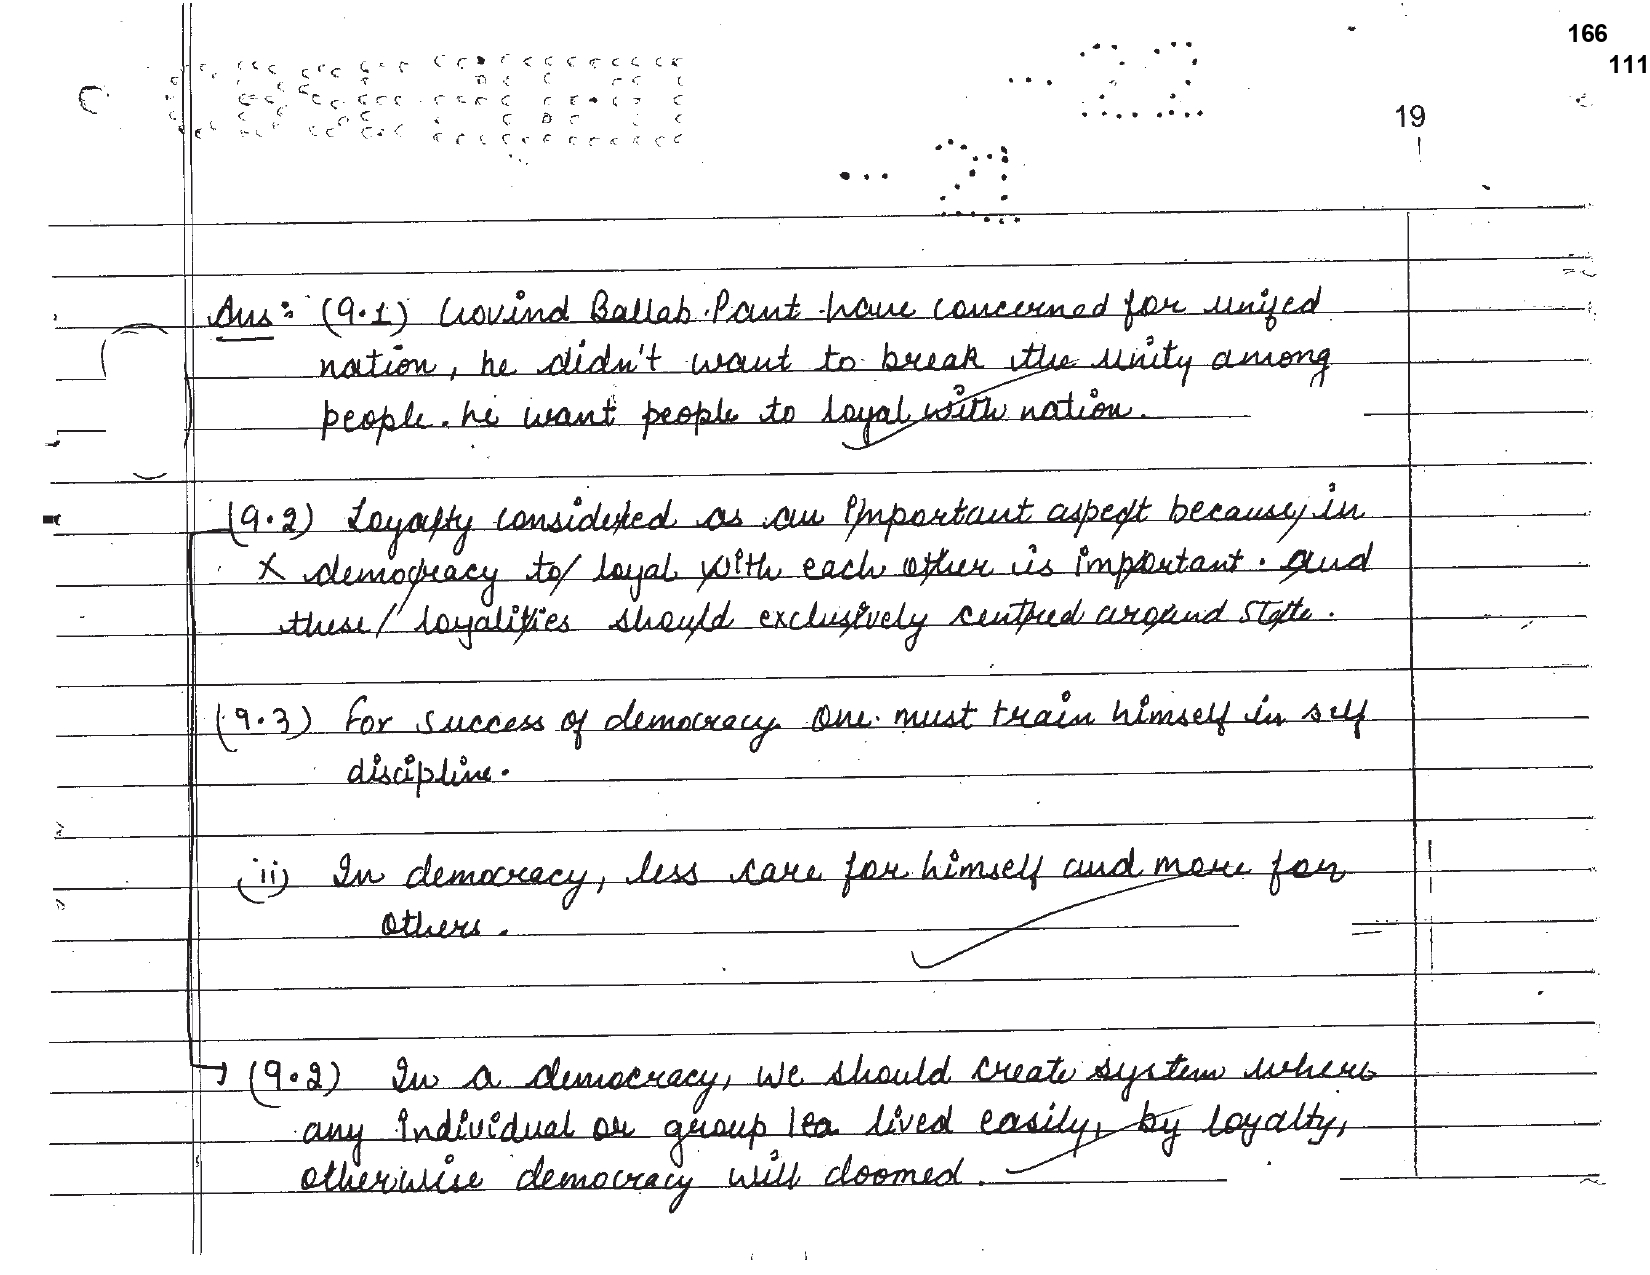 166
111
19
Ans: (9.1) Govind Ballab Pant have concerned for unifed
nation, he didn't want to break the unity among
people. he want people to loyal with nation.
(9.2) Loyalty considered as an important aspect because, in
X democracy to loyal with each other is important. and
these loyalities should exclusively centred around state.
(9.3) For success of democracy one must train himself in self
discipline.
(ii) In democracy, less care for himself and more for
others.
(9.2) In a democracy, we should create system where
any individual or group lived easily, by loyalty,
otherwise democracy will doomed.